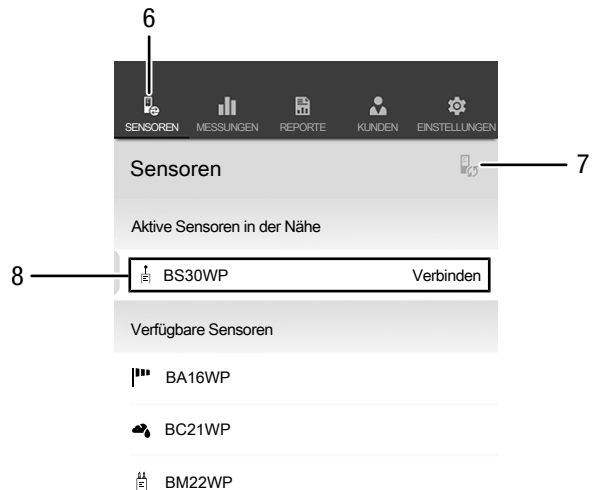 6
SENSOREN MESSUNGEN REPORTE KUNDEN EINSTELLUNGEN
Sensoren 7
Aktive Sensoren in der Nähe
8 BS30WP Verbinden
Verfügbare Sensoren
BA16WP
BC21WP
BM22WP